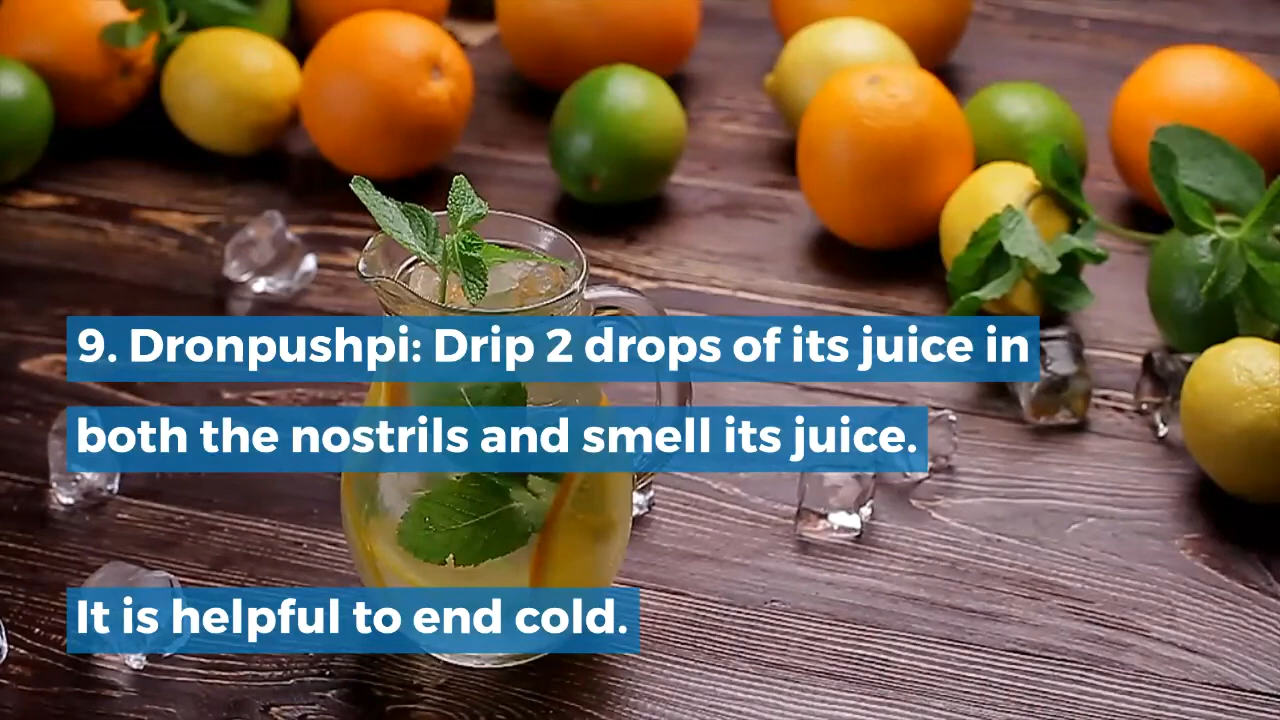 9. Dronpushpi: Drip 2 drops of its juice in
both the nostrils and smell its juice.
It is helpful to end cold.